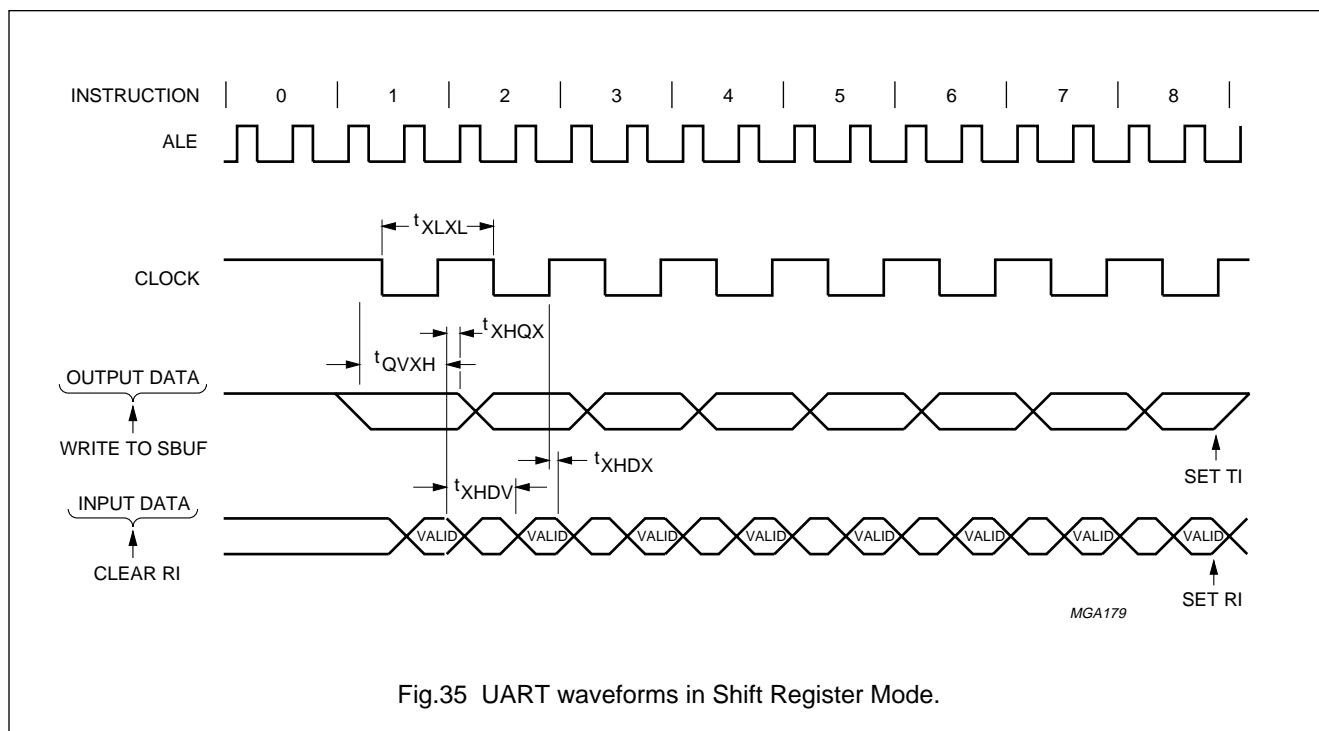 INSTRUCTION 0 1 2 3 4 5 6 7 8
ALE
tXLXL
CLOCK
tXHQX
tQVXH
OUTPUT DATA
WRITE TO SBUF
tXHDX
SET TI
tXHDV
INPUT DATA
VALID VALID VALID VALID VALID VALID VALID VALID
CLEAR RI
SET RI
MGA179
Fig.35 UART waveforms in Shift Register Mode.